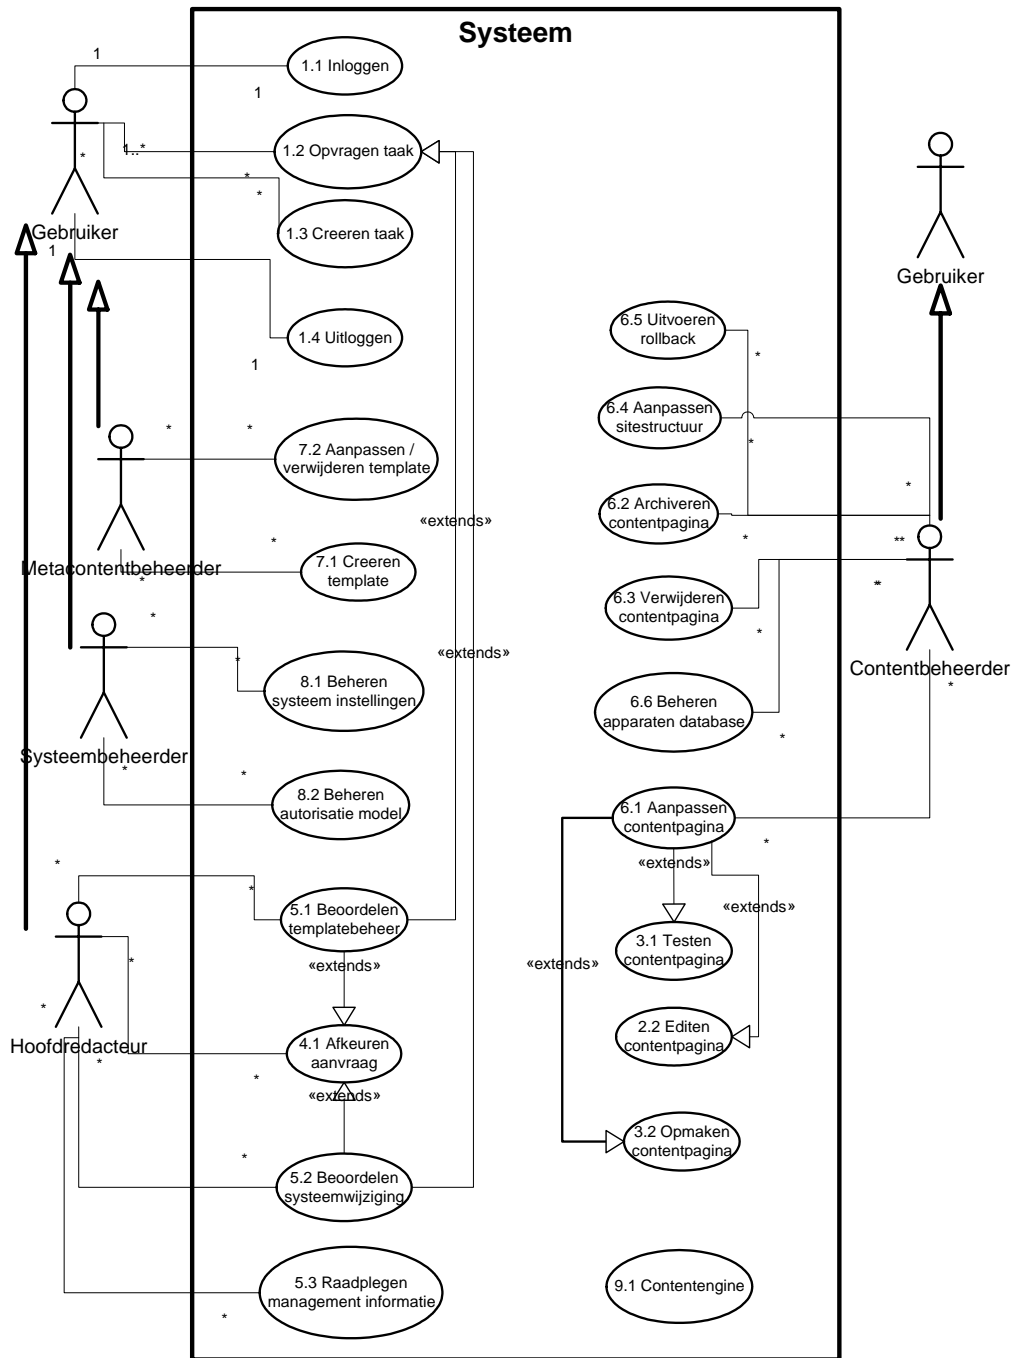 Systeem
1
1.1 Inloggen
1
1..*
*
1.2 Opvragen taak
*
*
1.3 Creeren taak
Gebruiker
Gebruiker
1
1.4 Uitloggen
1
6.5 Uitvoeren
rollback
*
6.4 Aanpassen
sitestructuur
*
*
7.2 Aanpassen /
verwijderen template
*
*
6.2 Archiveren
contentpagina
«extends»
*
**
*
Metacontentbeheerder
7.1 Creeren
template
*
*
6.3 Verwijderen
contentpagina
*
*
*
*
«extends»
Contentbeheerder
*
8.1 Beheren
systeem instellingen
6.6 Beheren
apparaten database
*
Systeembeheerder
*
*
8.2 Beheren
autorisatie model
6.1 Aanpassen
contentpagina
*
*
*
«extends»
5.1 Beoordelen
templatebeheer
«extends»
3.1 Testen
contentpagina
*
«extends»
«extends»
*
Hoofdredacteur
*
4.1 Afkeuren
aanvraag
*
«extends»
2.2 Editen
contentpagina
3.2 Opmaken
contentpagina
*
5.2 Beoordelen
systeemwijziging
5.3 Raadplegen
management informatie
*
9.1 Contentengine